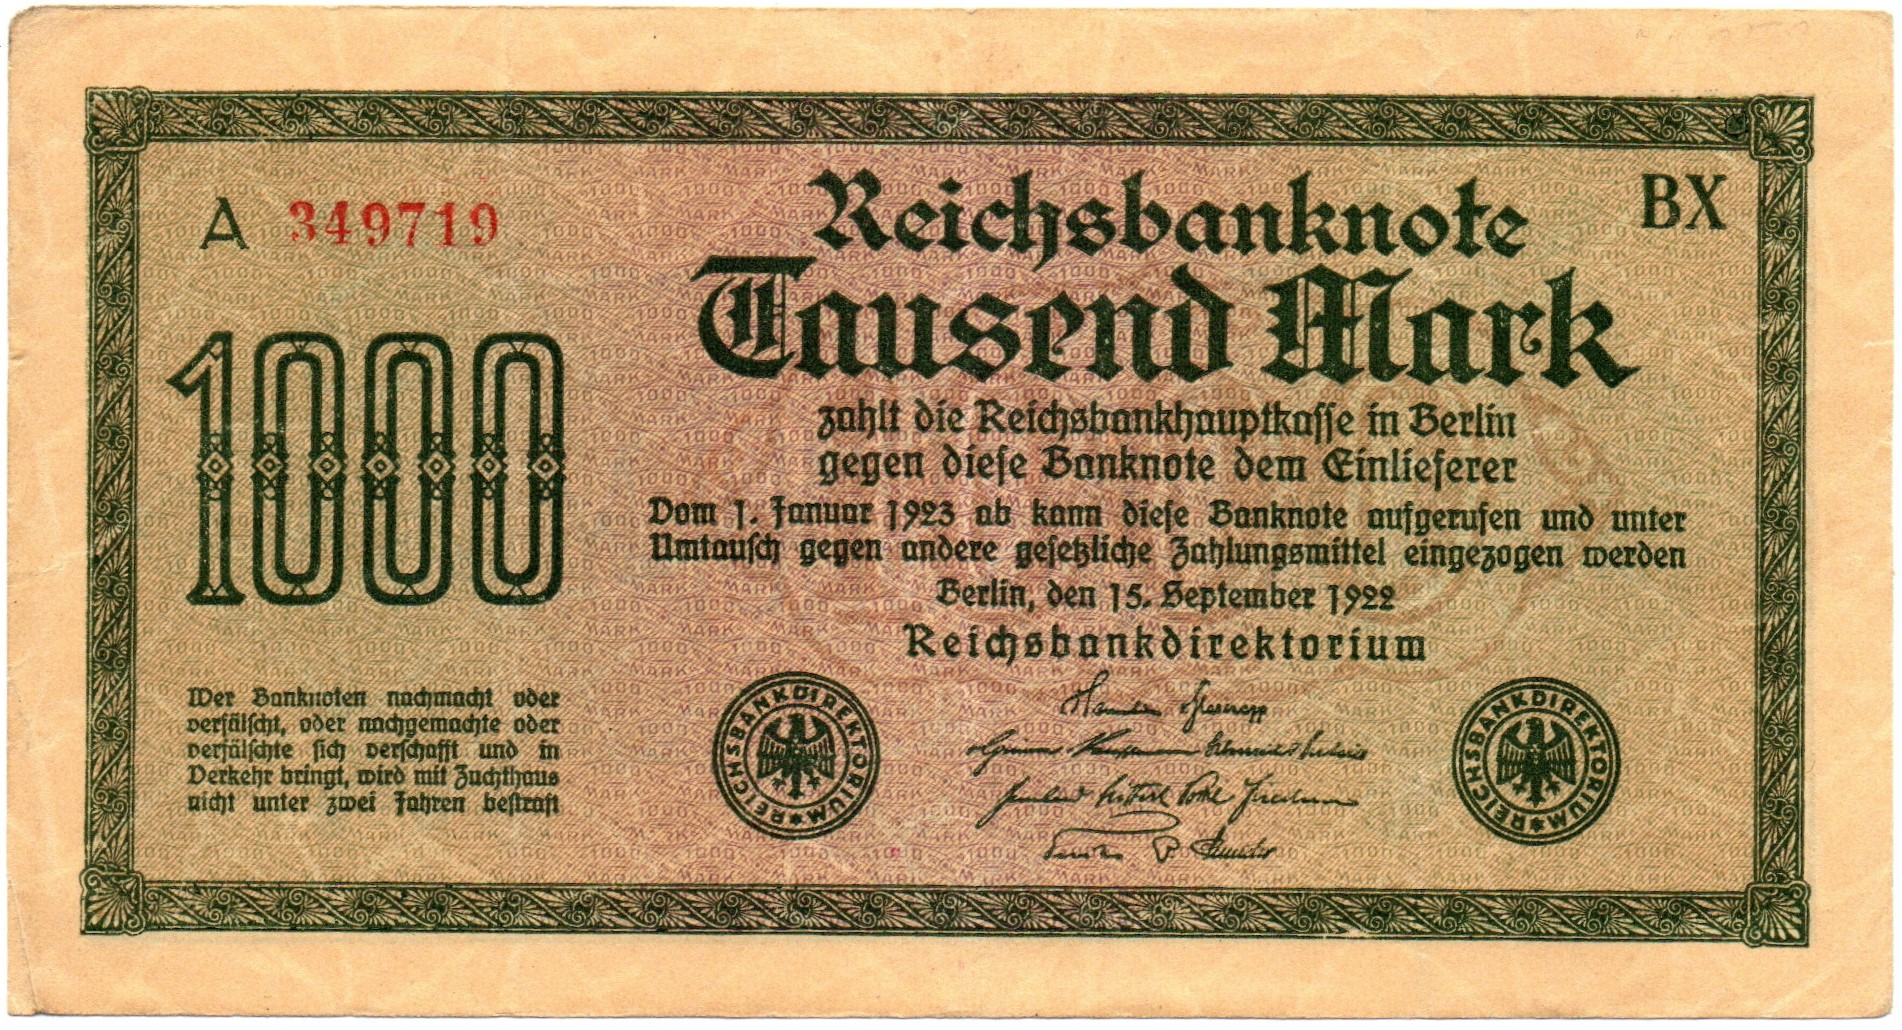 A 349719
BX
Reichsbanknote
Tausend Mark
1000
zahlt die Reichsbankhauptkasse in Berlin
gegen diese Banknote dem Einlieferer
Vom 1. Januar 1923 ab kann diese Banknote aufgerufen und unter
Umtausch gegen andere gesetzliche Zahlungsmittel eingezogen werden
Berlin, den 15. September 1922
Reichsbankdirektorium
Wer Banknoten nachmacht oder
verfälscht, oder nachgemachte oder
verfälschte sich verschafft und in
Verkehr bringt, wird mit Zuchthaus
nicht unter zwei Jahren bestraft
REICHSBANKDIREKTORIUM
REICHSBANKDIREKTORIUM